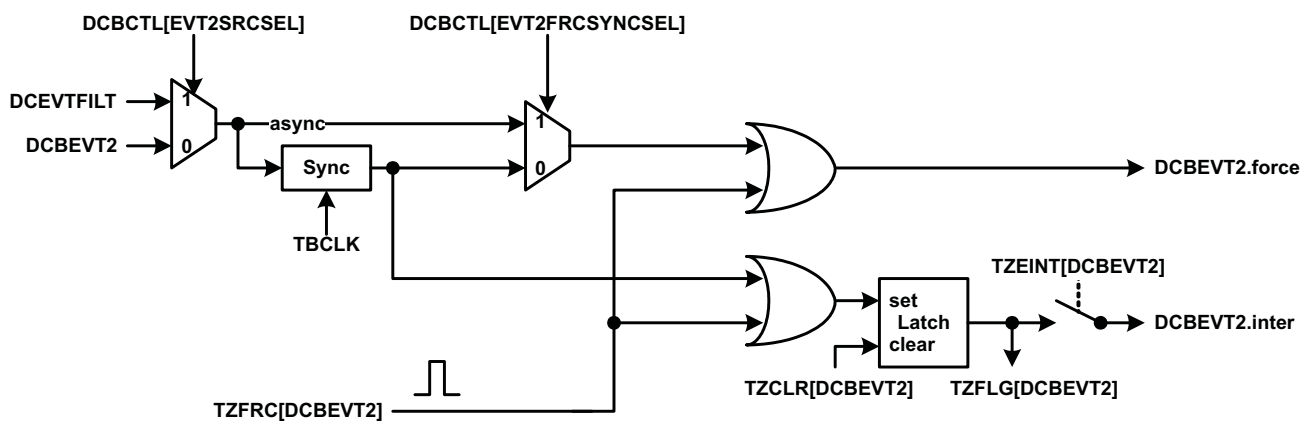 DCBCTL[EVT2SRCSEL]
DCBCTL[EVT2FRCSYNCSEL]
DCEVTFILT
1
async
1
DCBEVT2
0
Sync
0
DCBEVT2.force
TBCLK
TZEINT[DCBEVT2]
set
Latch
clear
DCBEVT2.inter
TZCLR[DCBEVT2]
TZFLG[DCBEVT2]
TZFRC[DCBEVT2]